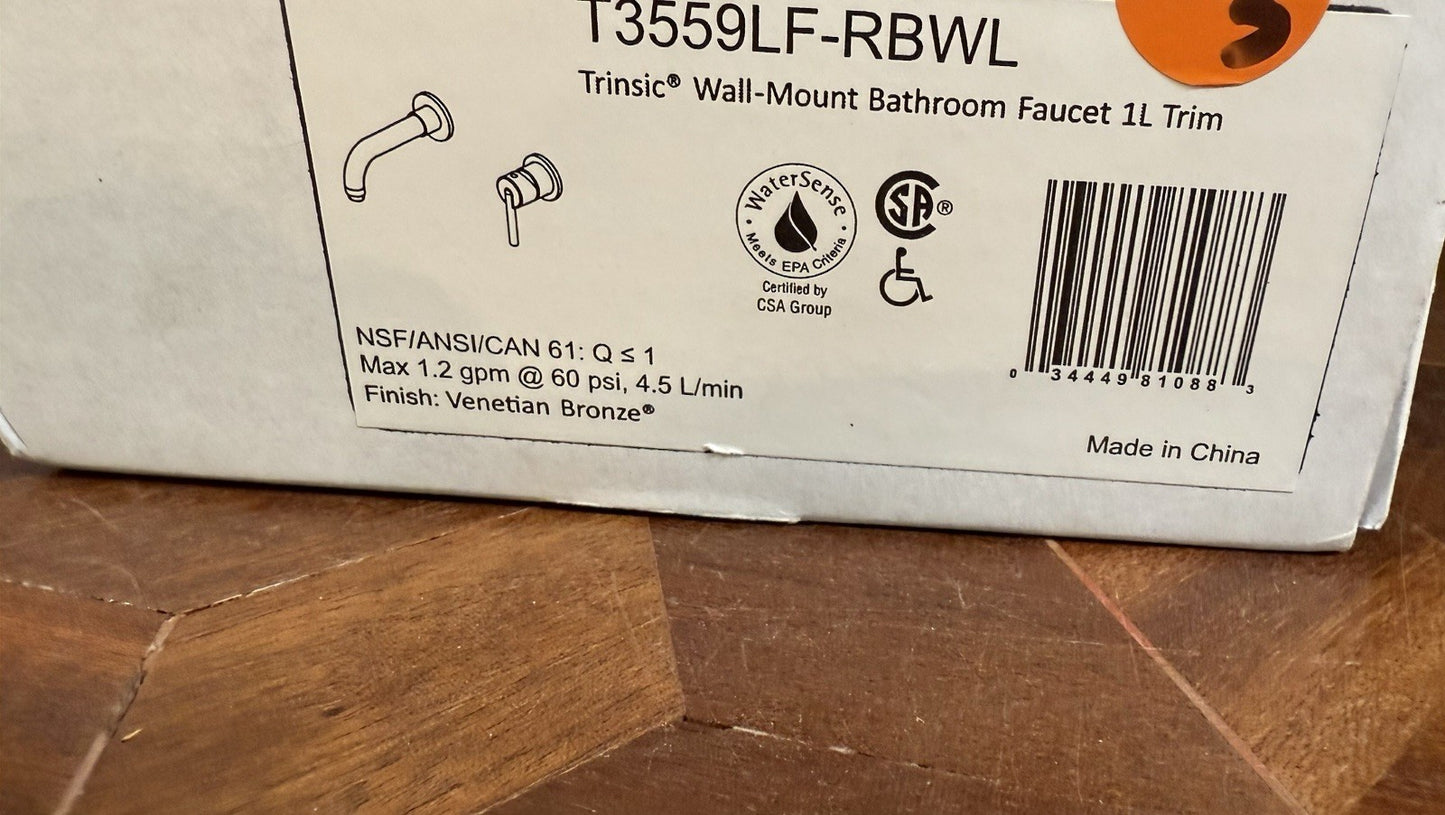 T3559LF-RBWL
Trinsic® Wall-Mount Bathroom Faucet 1L Trim
WaterSense
Meets EPA Criteria
Certified by
CSA Group
SA®
NSF/ANSI/CAN 61: Q ≤ 1
Max 1.2 gpm @ 60 psi, 4.5 L/min
Finish: Venetian Bronze®
0 34449 81088 3
Made in China